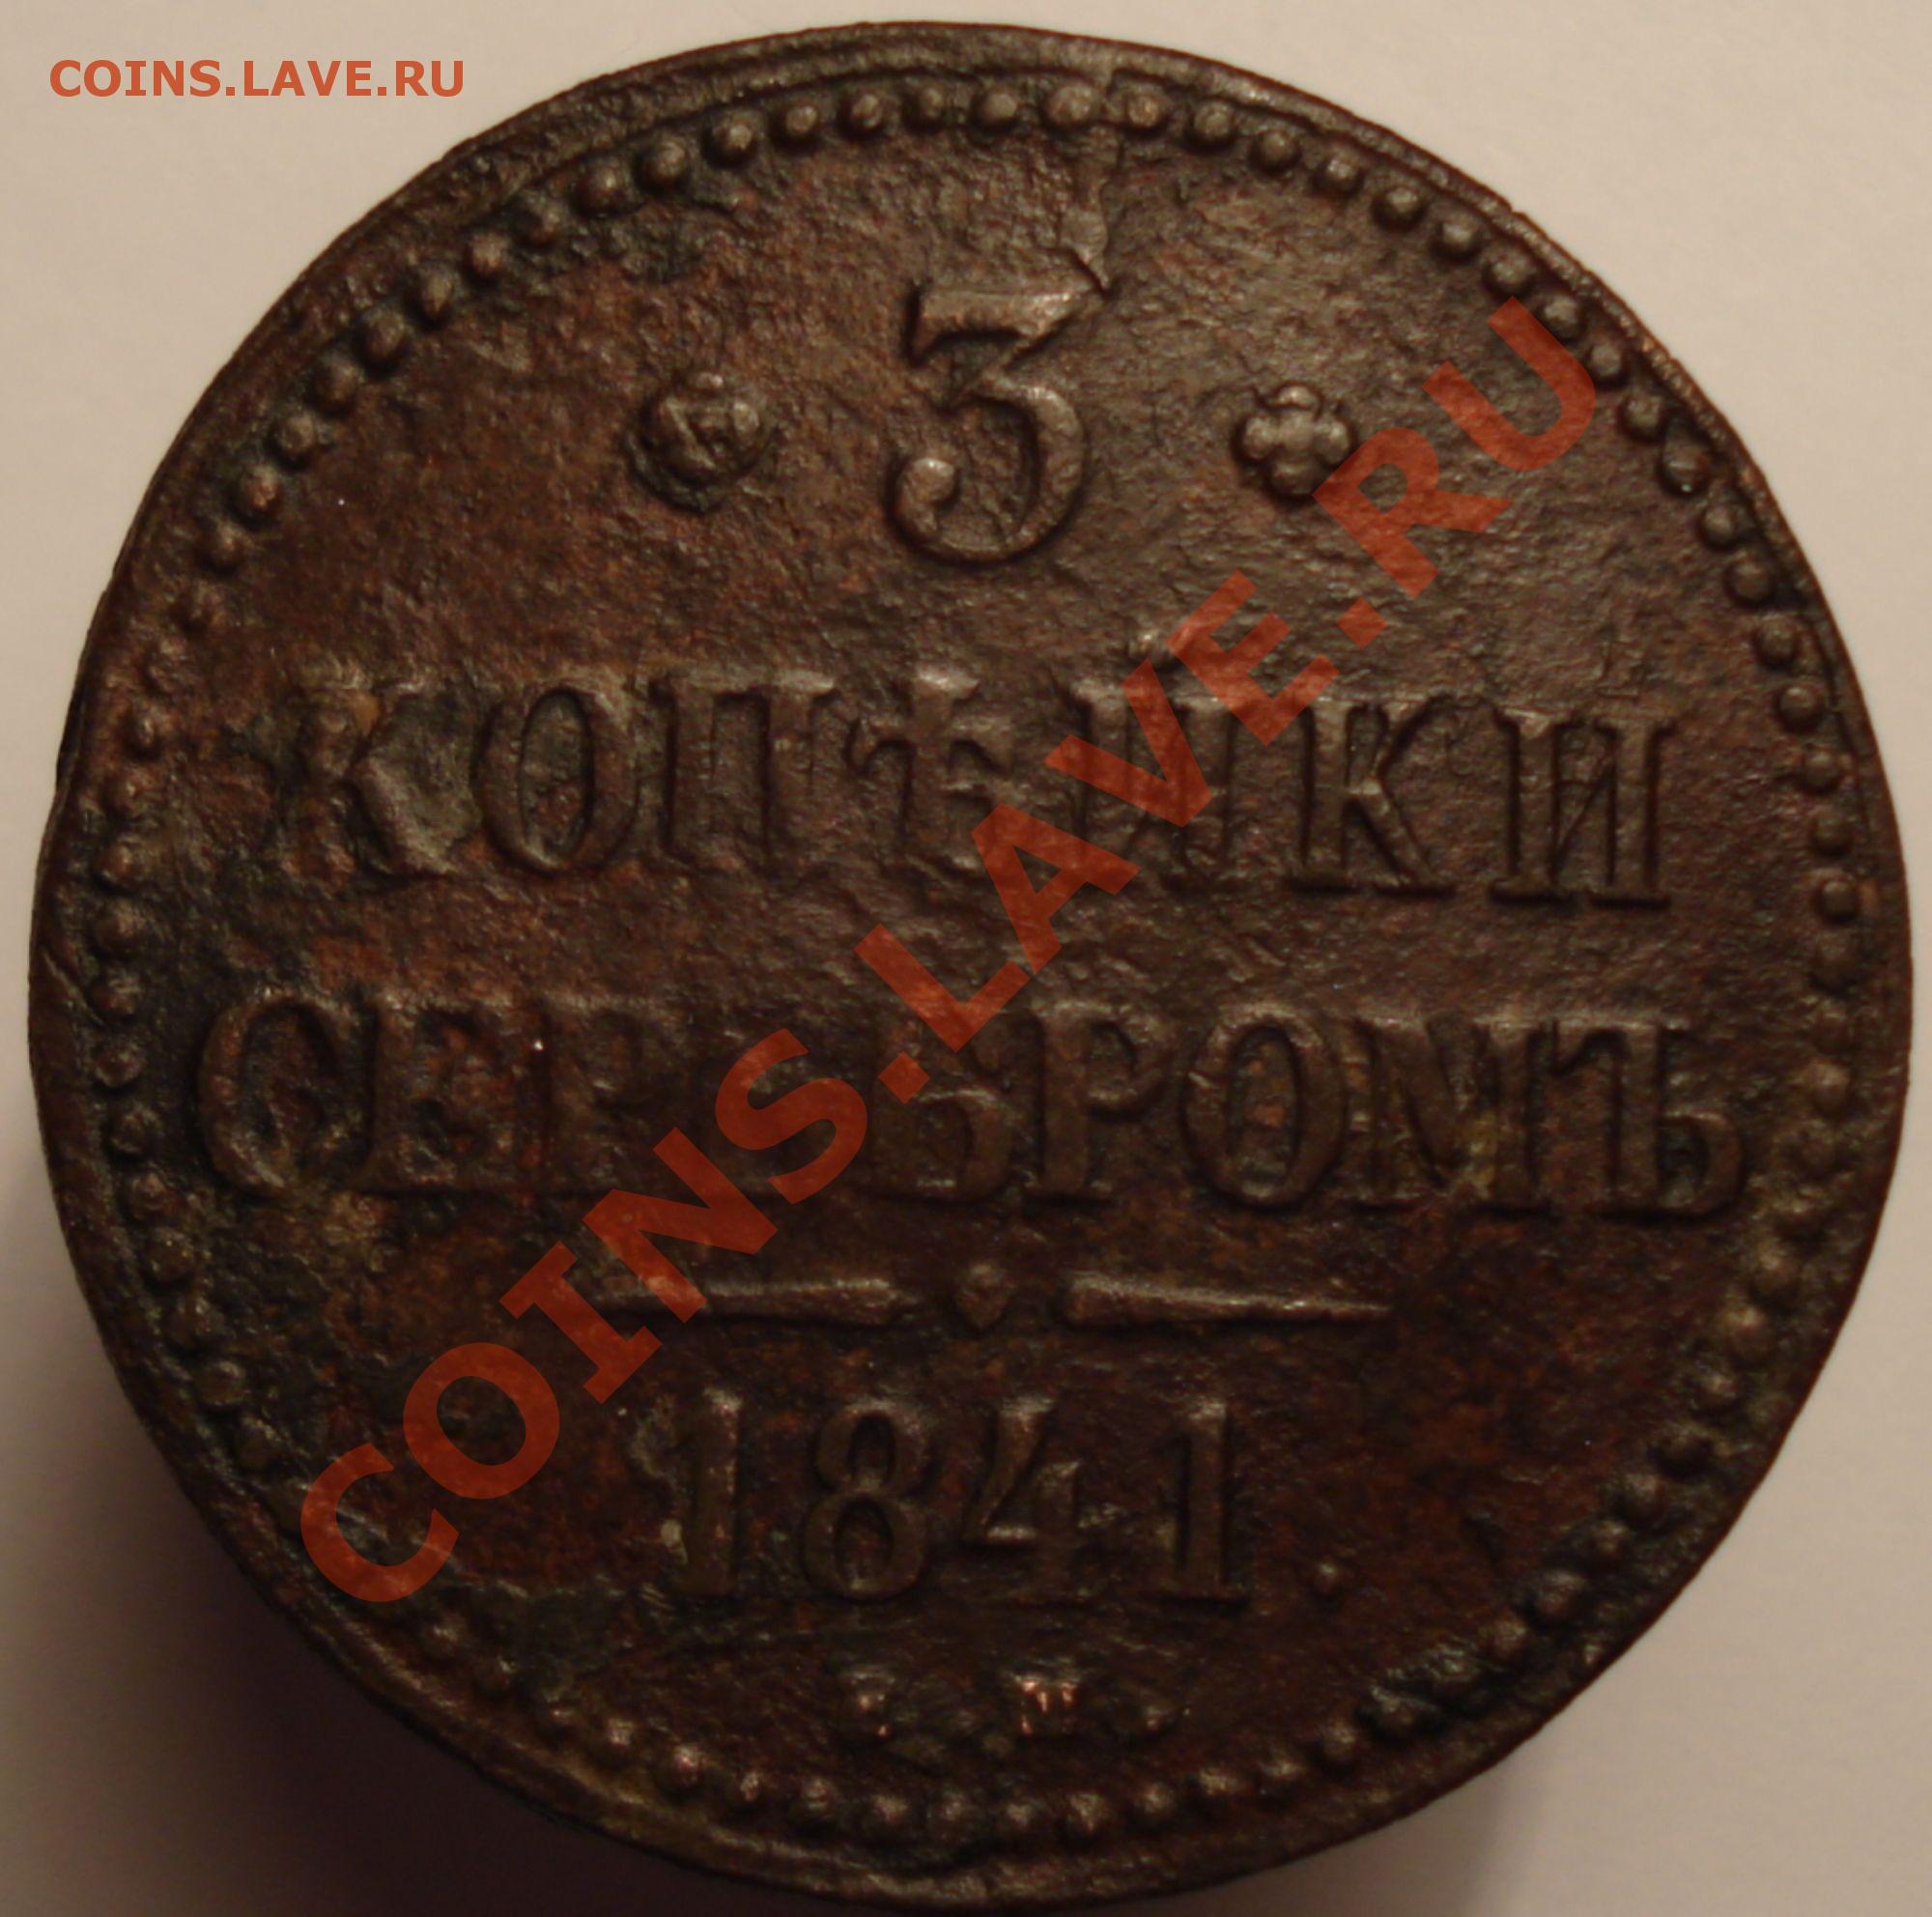 COINS.LAVE.RU
3
КОПѢЙКИ
СЕРЕБРОМЪ
1841.
COINS.LAVE.RU